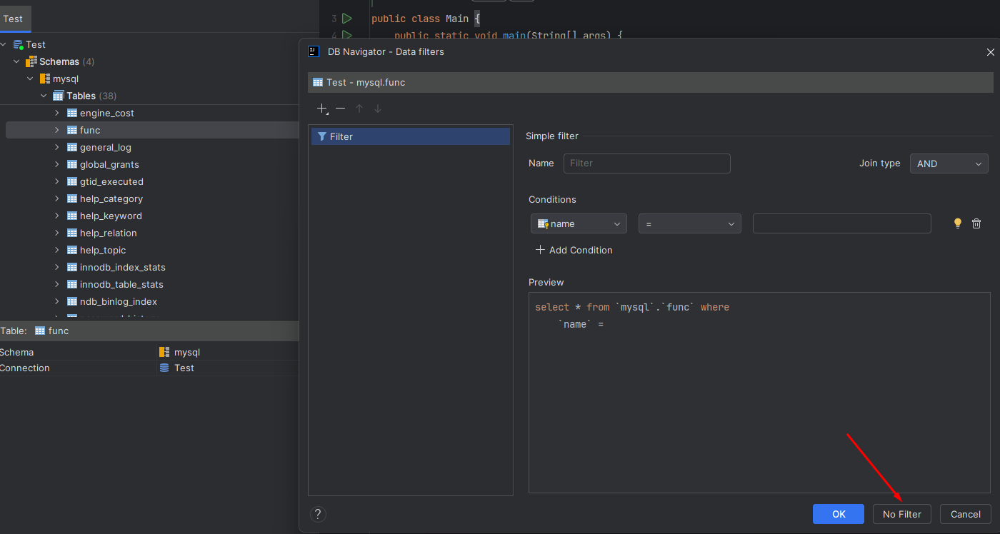 Test
3 public class Main {
4 public static void main(String[] args) {
Test
Schemas (4)
mysql
Tables (38)
engine_cost
func
general_log
global_grants
gtid_executed
help_category
help_keyword
help_relation
help_topic
innodb_index_stats
innodb_table_stats
ndb_binlog_index
Table: func
Schema mysql
Connection Test
DB Navigator - Data filters
Test - mysql.func
Filter
Simple filter
Name Filter Join type AND
Conditions
name =
Add Condition
Preview
select * from `mysql`.`func` where
`name` =
?
OK No Filter Cancel